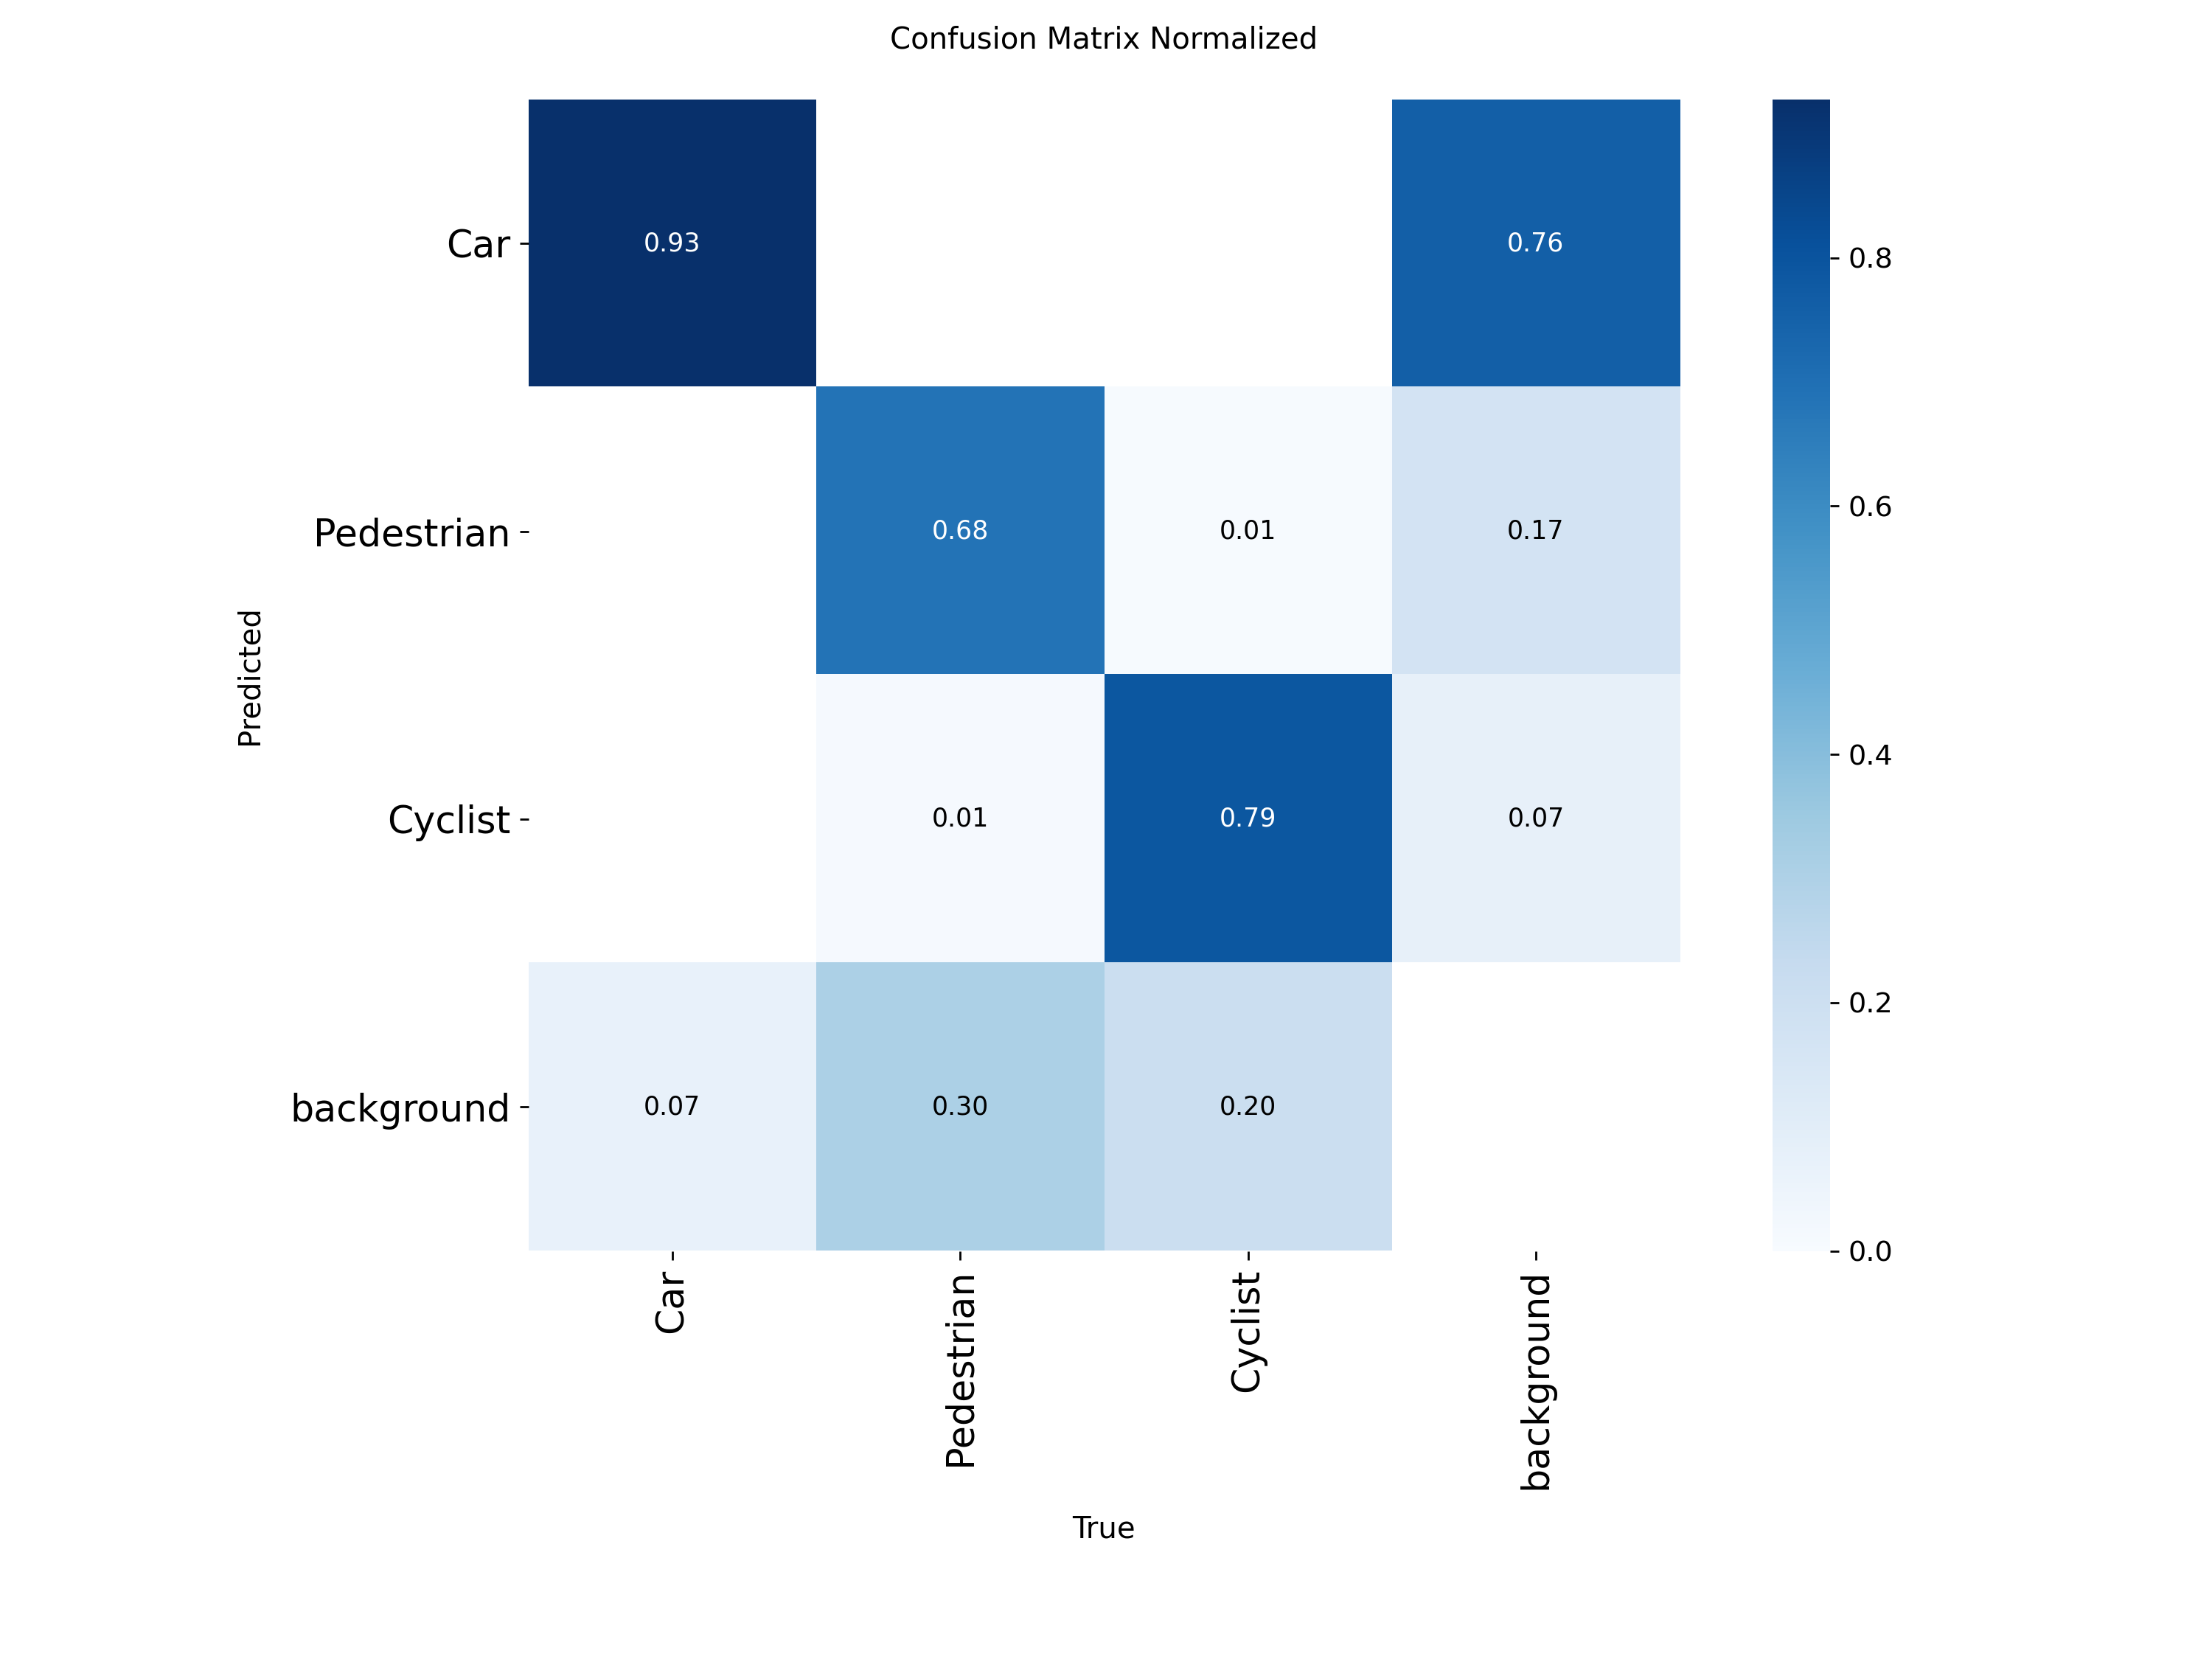 Confusion Matrix Normalized
Car
0.93
0.76
0.8
Pedestrian
0.68
0.01
0.17
0.6
Predicted
0.4
Cyclist
0.01
0.79
0.07
0.2
background
0.07
0.30
0.20
0.0
Car
Pedestrian
Cyclist
background
True